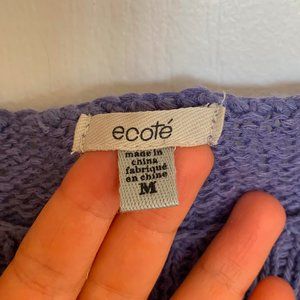 ecoté
made in
china
fabriqué
en chine
M